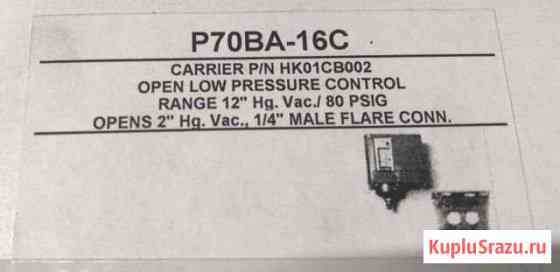 P70BA-16C
CARRIER P/N HK01CB002
OPEN LOW PRESSURE CONTROL
RANGE 12" Hg. Vac./ 80 PSIG
OPENS 2" Hg. Vac., 1/4" MALE FLARE CONN.
KupluSrazu.ru